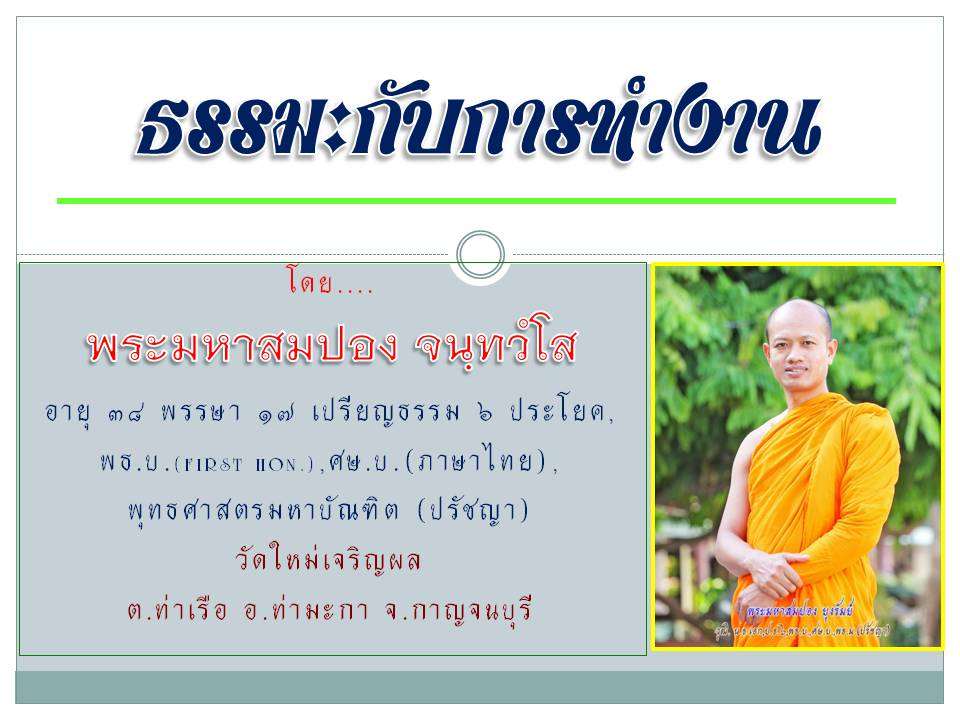 ธรรมะกับการทำงาน
โดย....
พระมหาสมปอง จนฺทวํโส
อายุ ๓๘ พรรษา ๑๗ เปรียญธรรม ๖ ประโยค,
พธ.บ.(FIRST HON.),ศษ.บ.(ภาษาไทย),
พุทธศาสตรมหาบัณฑิต (ปรัชญา)
วัดใหม่เจริญผล
ต.ท่าเรือ อ.ท่ามะกา จ.กาญจนบุรี
พระมหาสมปอง ยุงรัมย์